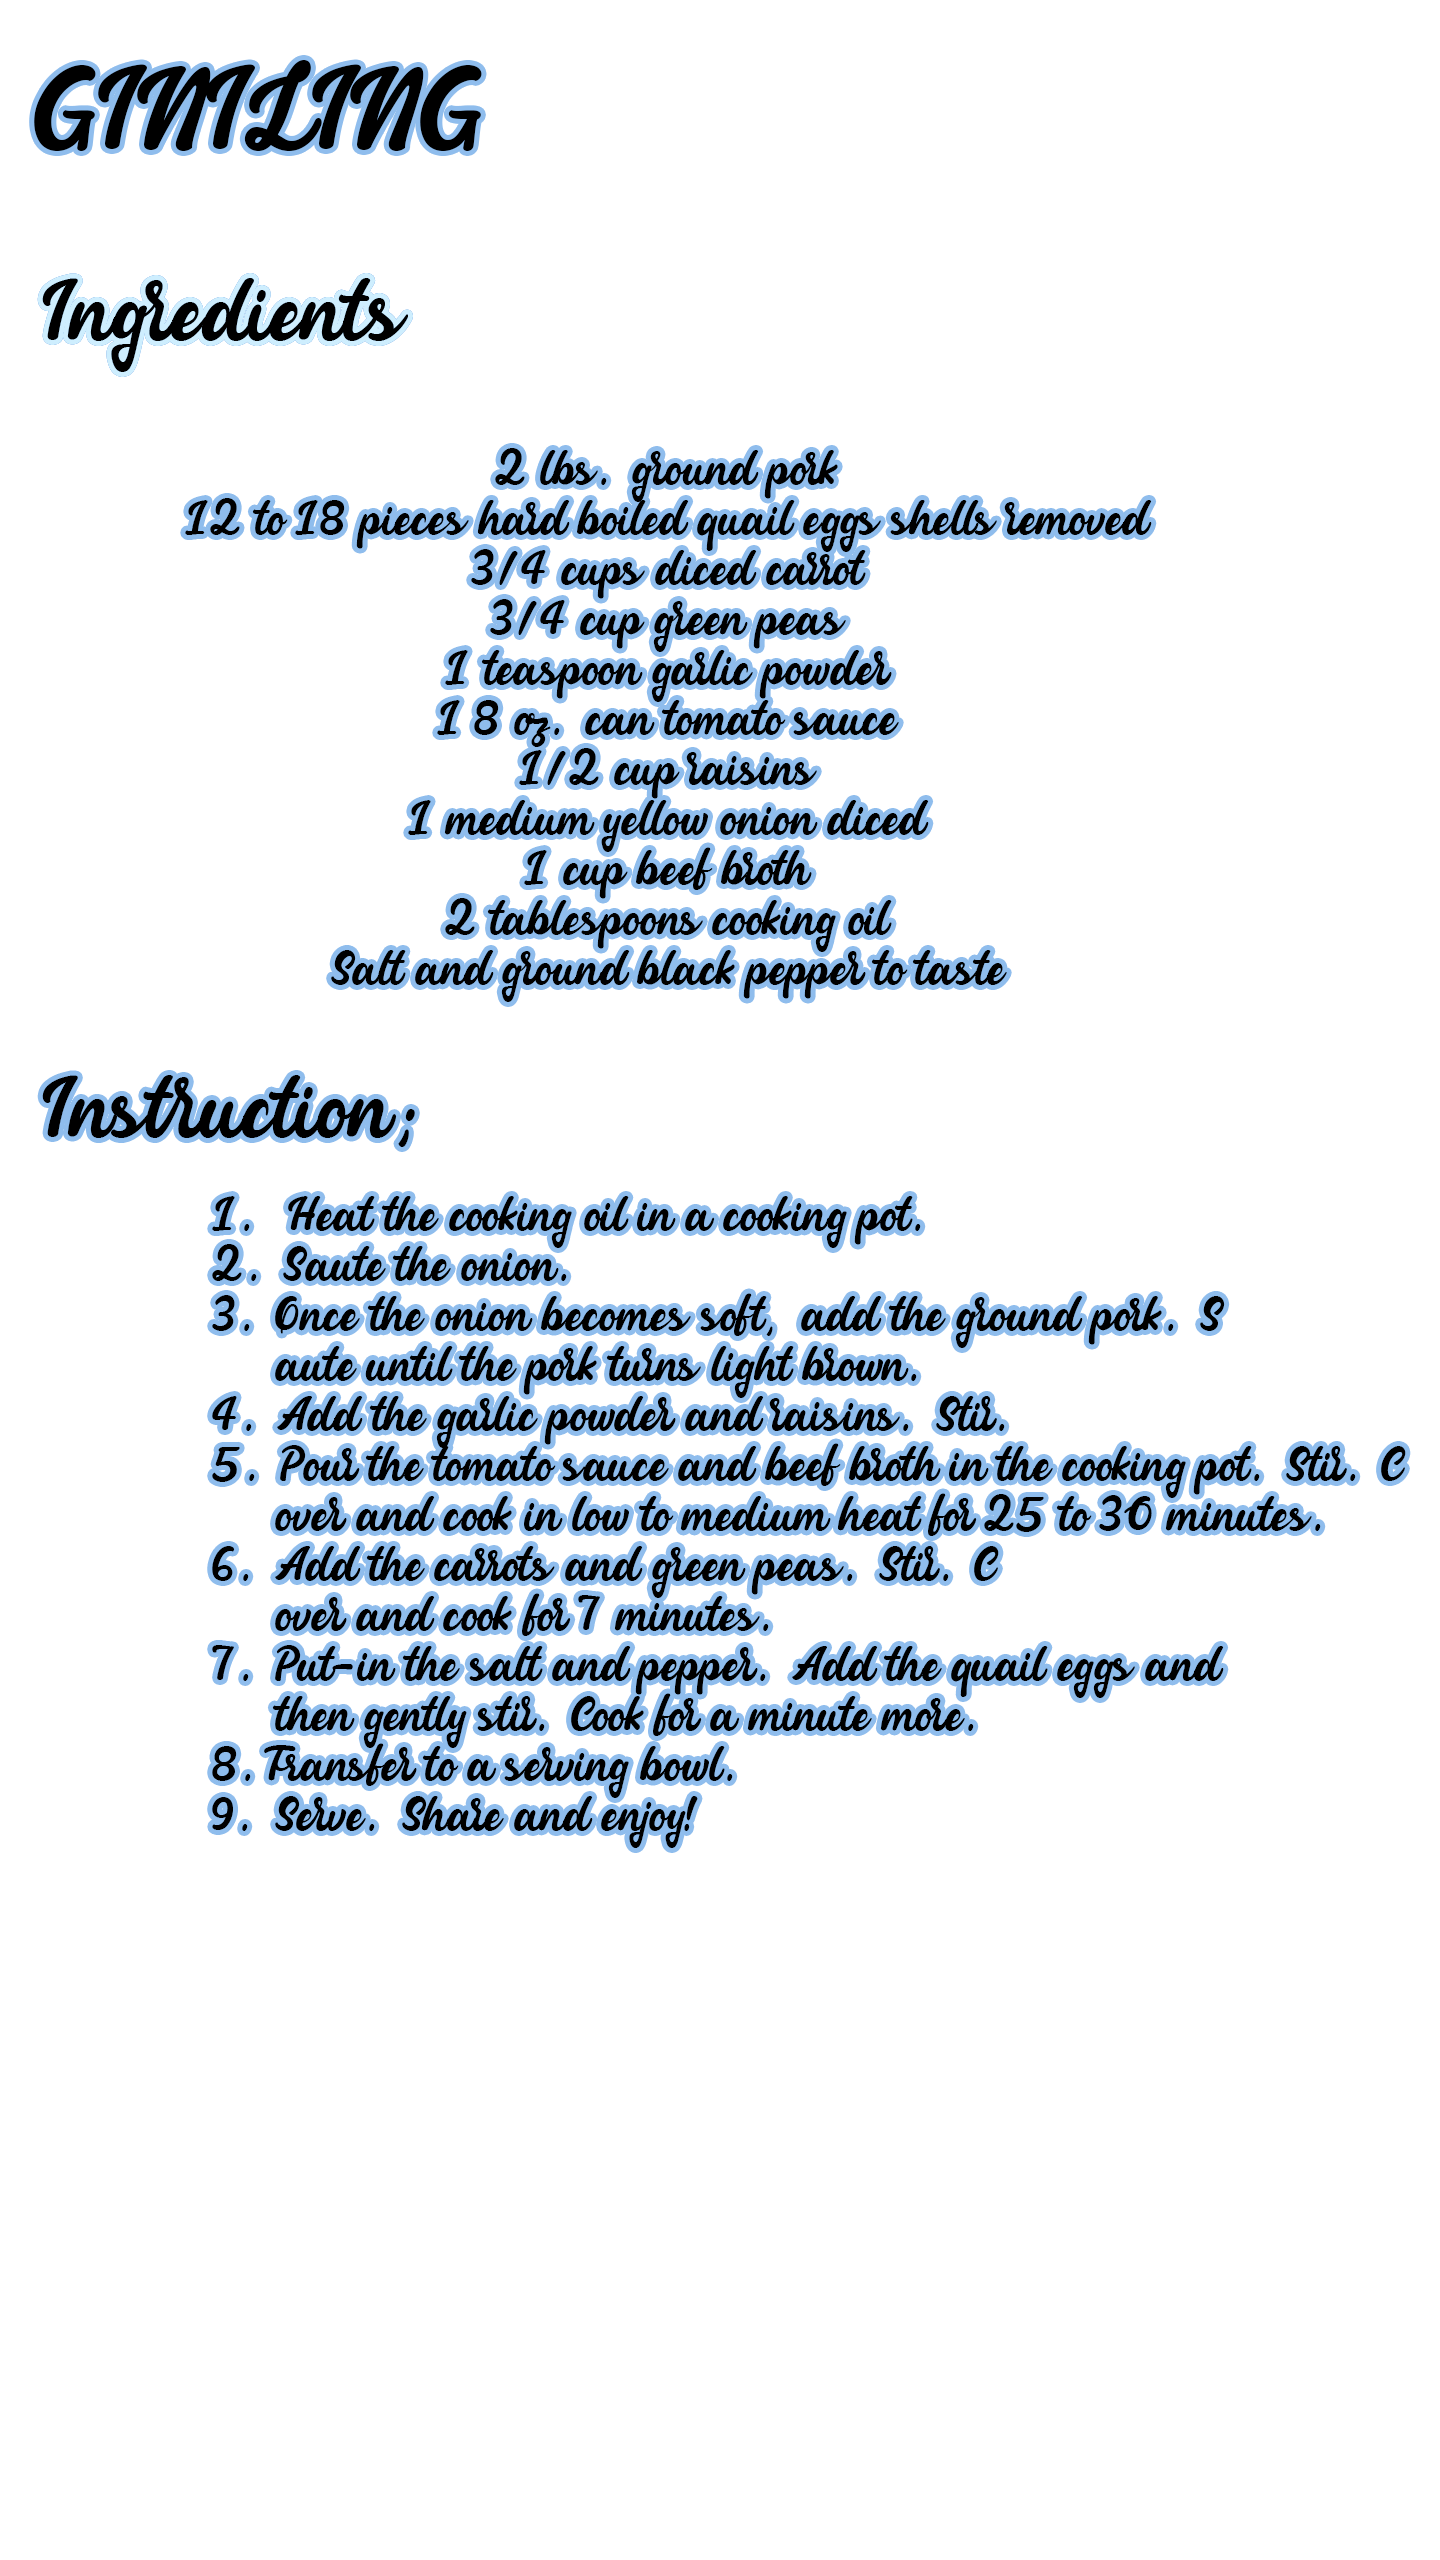 GINILING
Ingredients
2 lbs. ground pork
12 to 18 pieces hard boiled quail eggs shells removed
3/4 cups diced carrot
3/4 cup green peas
1 teaspoon garlic powder
1 8 oz. can tomato sauce
1/2 cup raisins
1 medium yellow onion diced
1 cup beef broth
2 tablespoons cooking oil
Salt and ground black pepper to taste
Instruction;
1. Heat the cooking oil in a cooking pot.
2. Saute the onion.
3. Once the onion becomes soft, add the ground pork. S
aute until the pork turns light brown.
4. Add the garlic powder and raisins. Stir.
5. Pour the tomato sauce and beef broth in the cooking pot. Stir. C
over and cook in low to medium heat for 25 to 30 minutes.
6. Add the carrots and green peas. Stir. C
over and cook for 7 minutes.
7. Put-in the salt and pepper. Add the quail eggs and
then gently stir. Cook for a minute more.
8. Transfer to a serving bowl.
9. Serve. Share and enjoy!